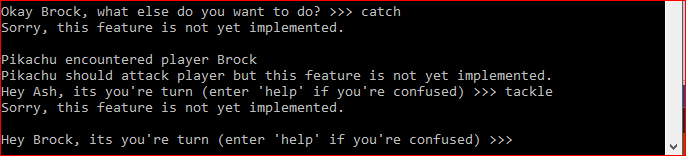 Okay Brock, what else do you want to do? >>> catch
Sorry, this feature is not yet implemented.
Pikachu encountered player Brock
Pikachu should attack player but this feature is not yet implemented.
Hey Ash, its you're turn (enter 'help' if you're confused) >>> tackle
Sorry, this feature is not yet implemented.
Hey Brock, its you're turn (enter 'help' if you're confused) >>>